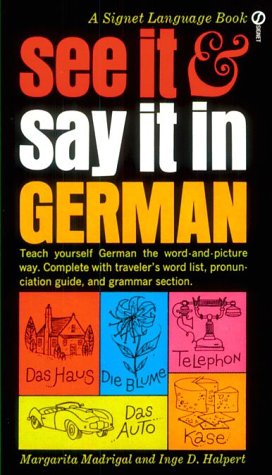 A Signet Language Book
SIGNET
see it &
say it in
GERMAN
Teach yourself German the word-and-picture
way. Complete with traveler's word list, pronun-
ciation guide, and grammar section.
Das Haus
Die Blume
Telephon
Das Auto
Käse
Margarita Madrigal and Inge D. Halpert